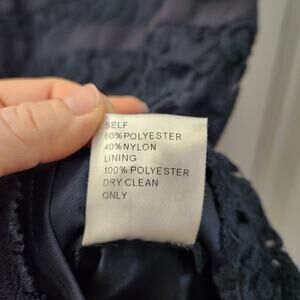 SELF
60%POLYESTER
40%NYLON
LINING
100%POLYESTER
DRY CLEAN
ONLY